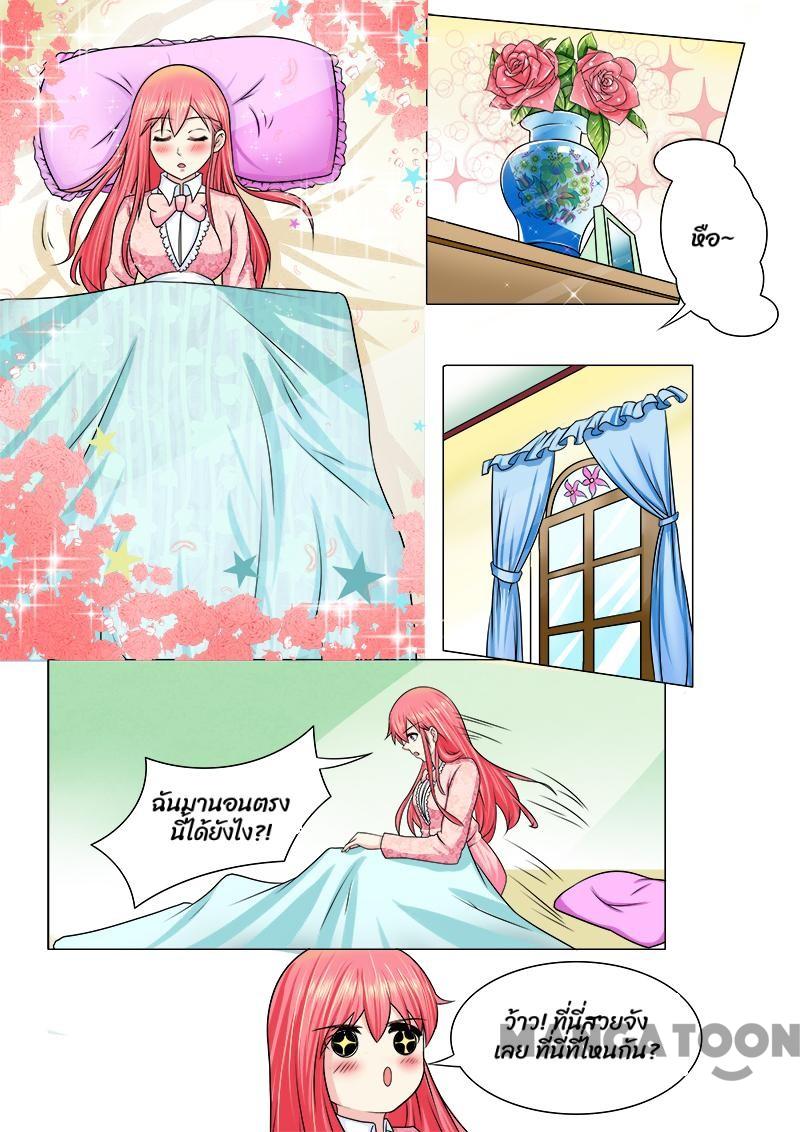 หือ~
ฉันมานอนตรง
นี้ได้ยังไง?!
ว้าว! ที่นี่สวยจัง
เลย ที่นี่ที่ไหนกัน?
MANGATOON